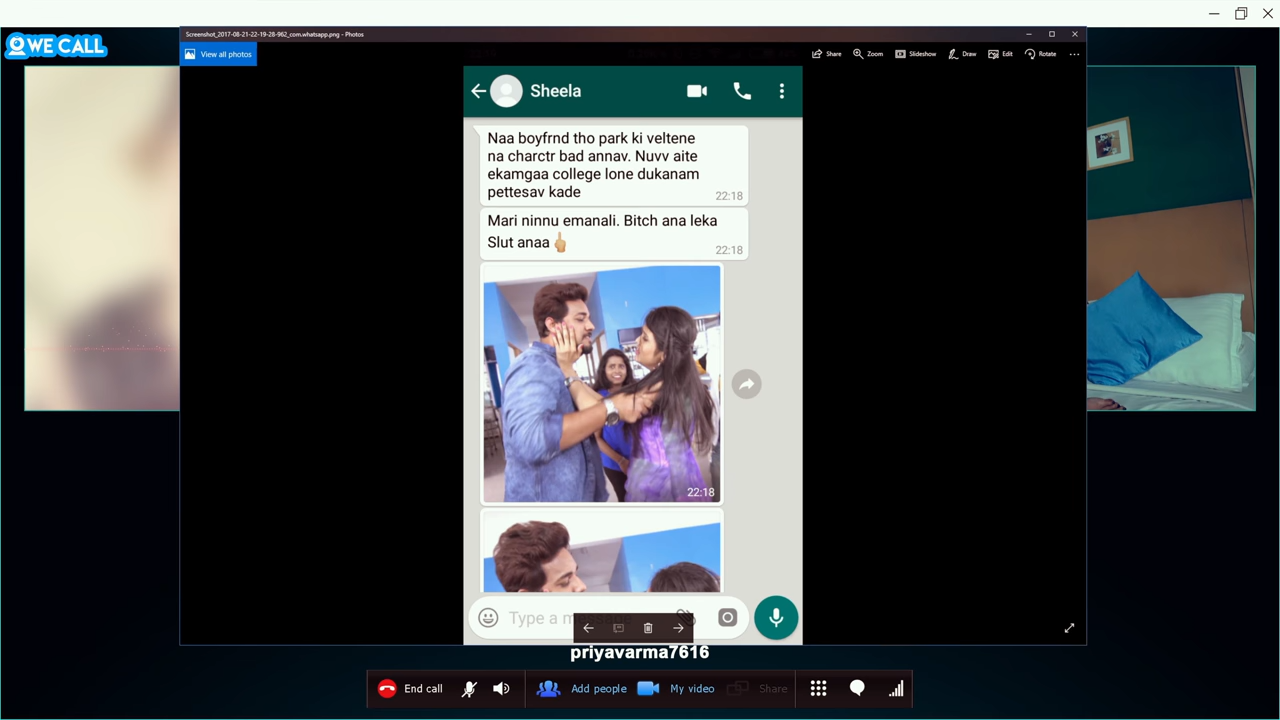 WE CALL
Screenshot_2017-08-21-22-19-28-962_com.whatsapp.png - Photos
View all photos
Share
Zoom
Slideshow
Draw
Edit
Rotate
Sheela
Naa boyfrnd tho park ki veltene
na charctr bad annav. Nuvv aite
ekamgaa college lone dukanam
pettesav kade
22:18
Mari ninnu emanali. Bitch ana leka
Slut anaa
22:18
22:18
Type a message
priyavarma7616
End call
Add people
My video
Share